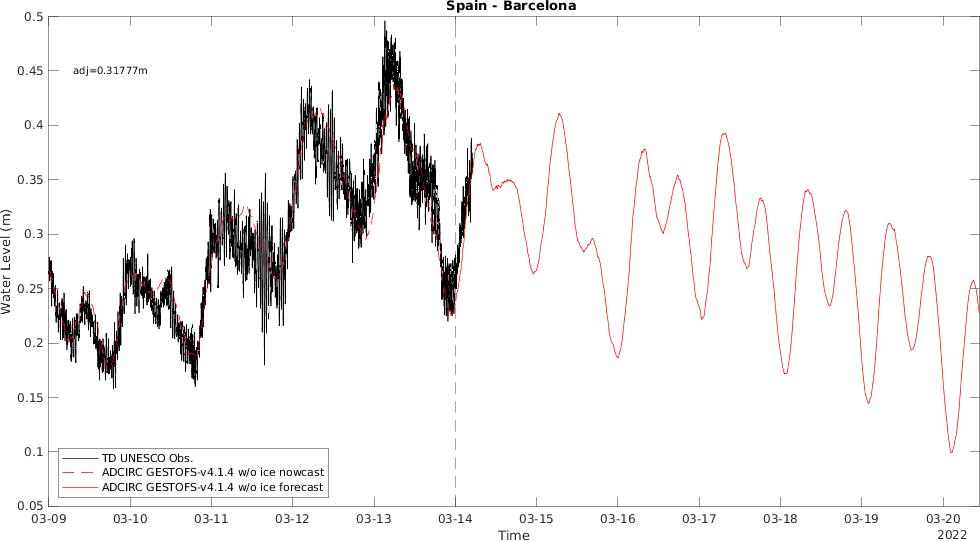 Spain - Barcelona
0.5
0.45
0.4
0.35
0.3
0.25
0.2
0.15
0.1
0.05
Water Level (m)
adj=0.31777m
TD UNESCO Obs.
ADCIRC GESTOFS-v4.1.4 w/o ice nowcast
ADCIRC GESTOFS-v4.1.4 w/o ice forecast
03-09 03-10 03-11 03-12 03-13 03-14 03-15 03-16 03-17 03-18 03-19 03-20
Time
2022